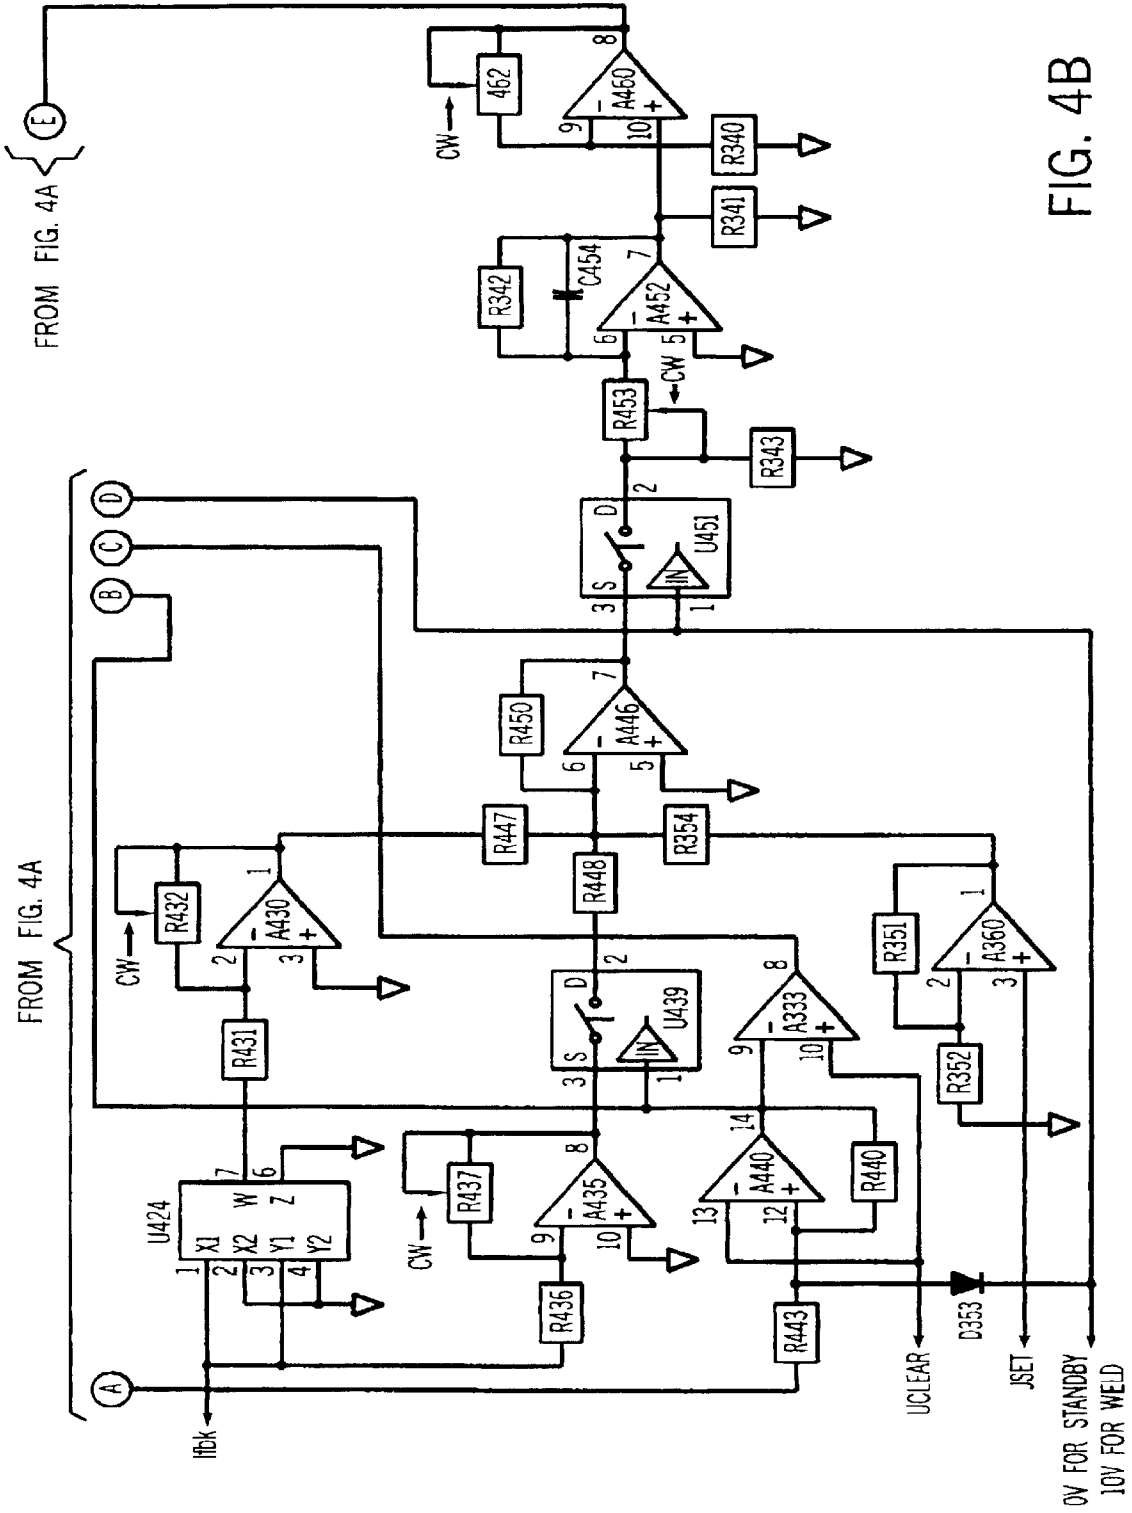 FROM FIG. 4A
A
B
C
D
FROM FIG. 4A
E
Ifbk
U424
1 X1
2 X2
3 Y1
4 Y2
W 7
Z 6
R431
CW
R432
2
3
-
+
A430
1
R447
R436
CW
R437
9
10
-
+
A435
8
3 S
D 2
IN
1
U439
R448
R354
6
5
-
+
A446
7
R450
3 S
D 2
IN
1
U451
R453
CW
R343
R342
C454
6
5
-
+
A452
7
R341
R340
CW
462
9
10
-
+
A460
8
R443
13
12
-
+
A440
14
R440
9
10
-
+
A333
8
R352
R351
2
3
-
+
A360
1
UCLEAR
D353
JSET
0V FOR STANDBY
10V FOR WELD
FIG. 4B